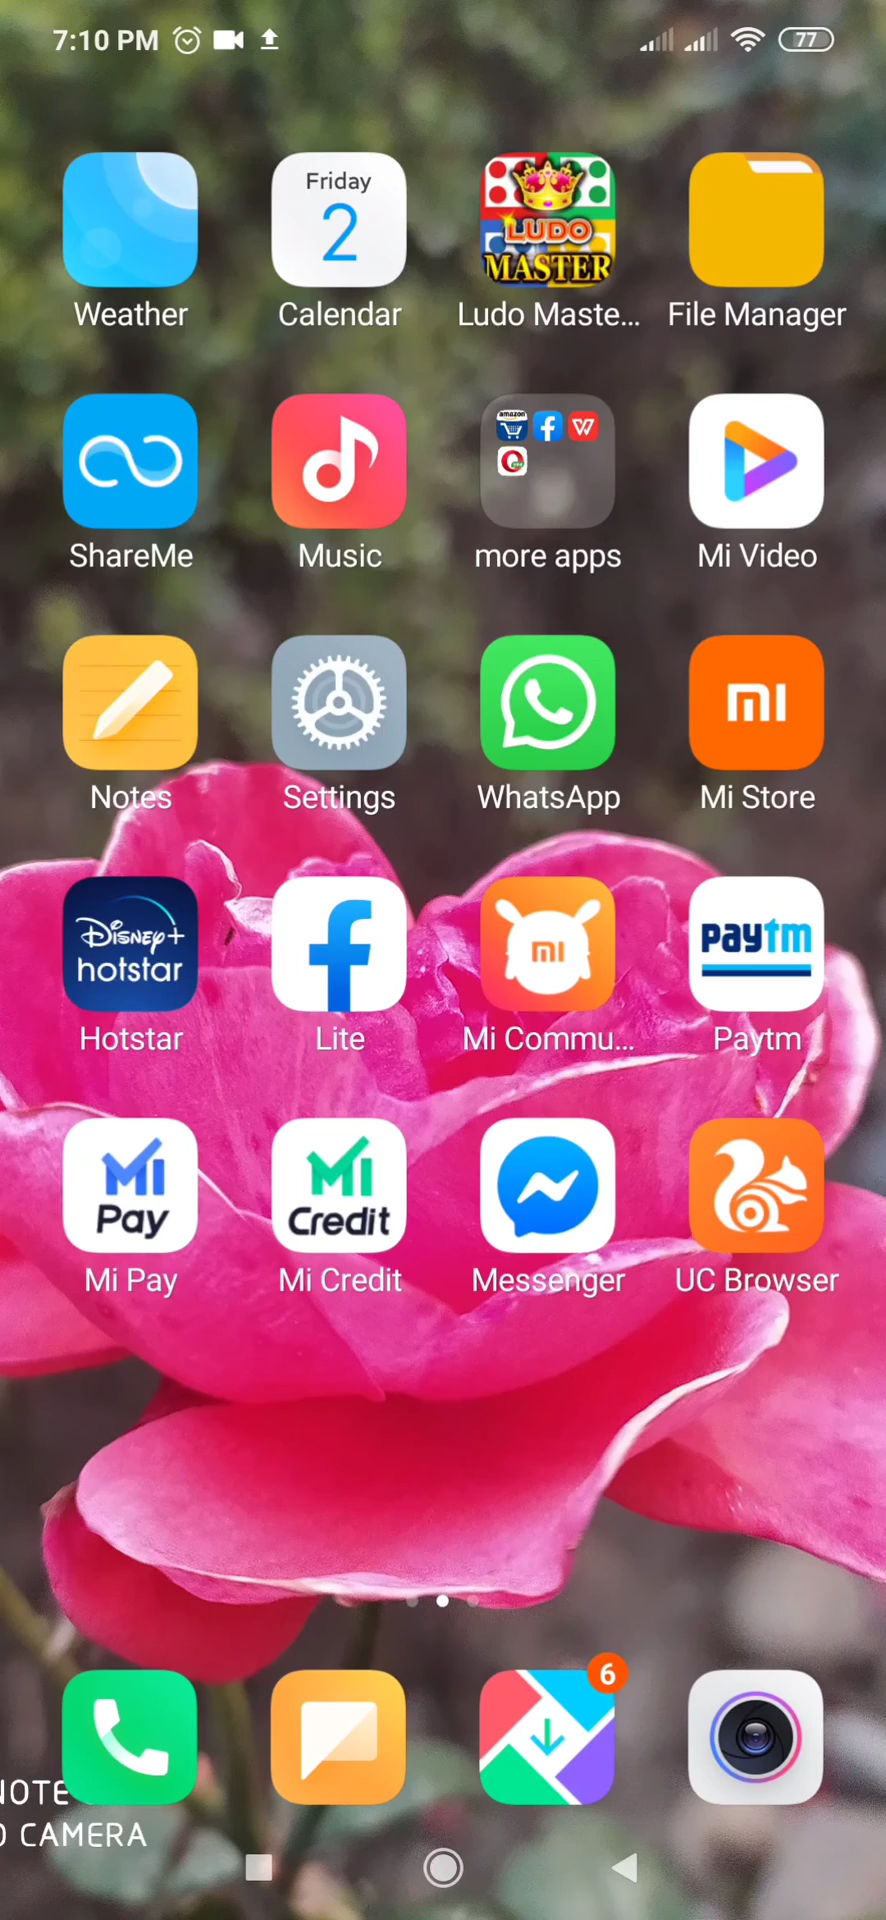 7:10 PM
77
Friday
2
LUDO
MASTER
Weather
Calendar
Ludo Maste...
File Manager
amazon
ShareMe
Music
more apps
Mi Video
mi
Notes
Settings
WhatsApp
Mi Store
Disney+
hotstar
mi
paytm
Hotstar
Lite
Mi Commu...
Paytm
Mi
Pay
Mi
Credit
Mi Pay
Mi Credit
Messenger
UC Browser
6
NOTE
CAMERA